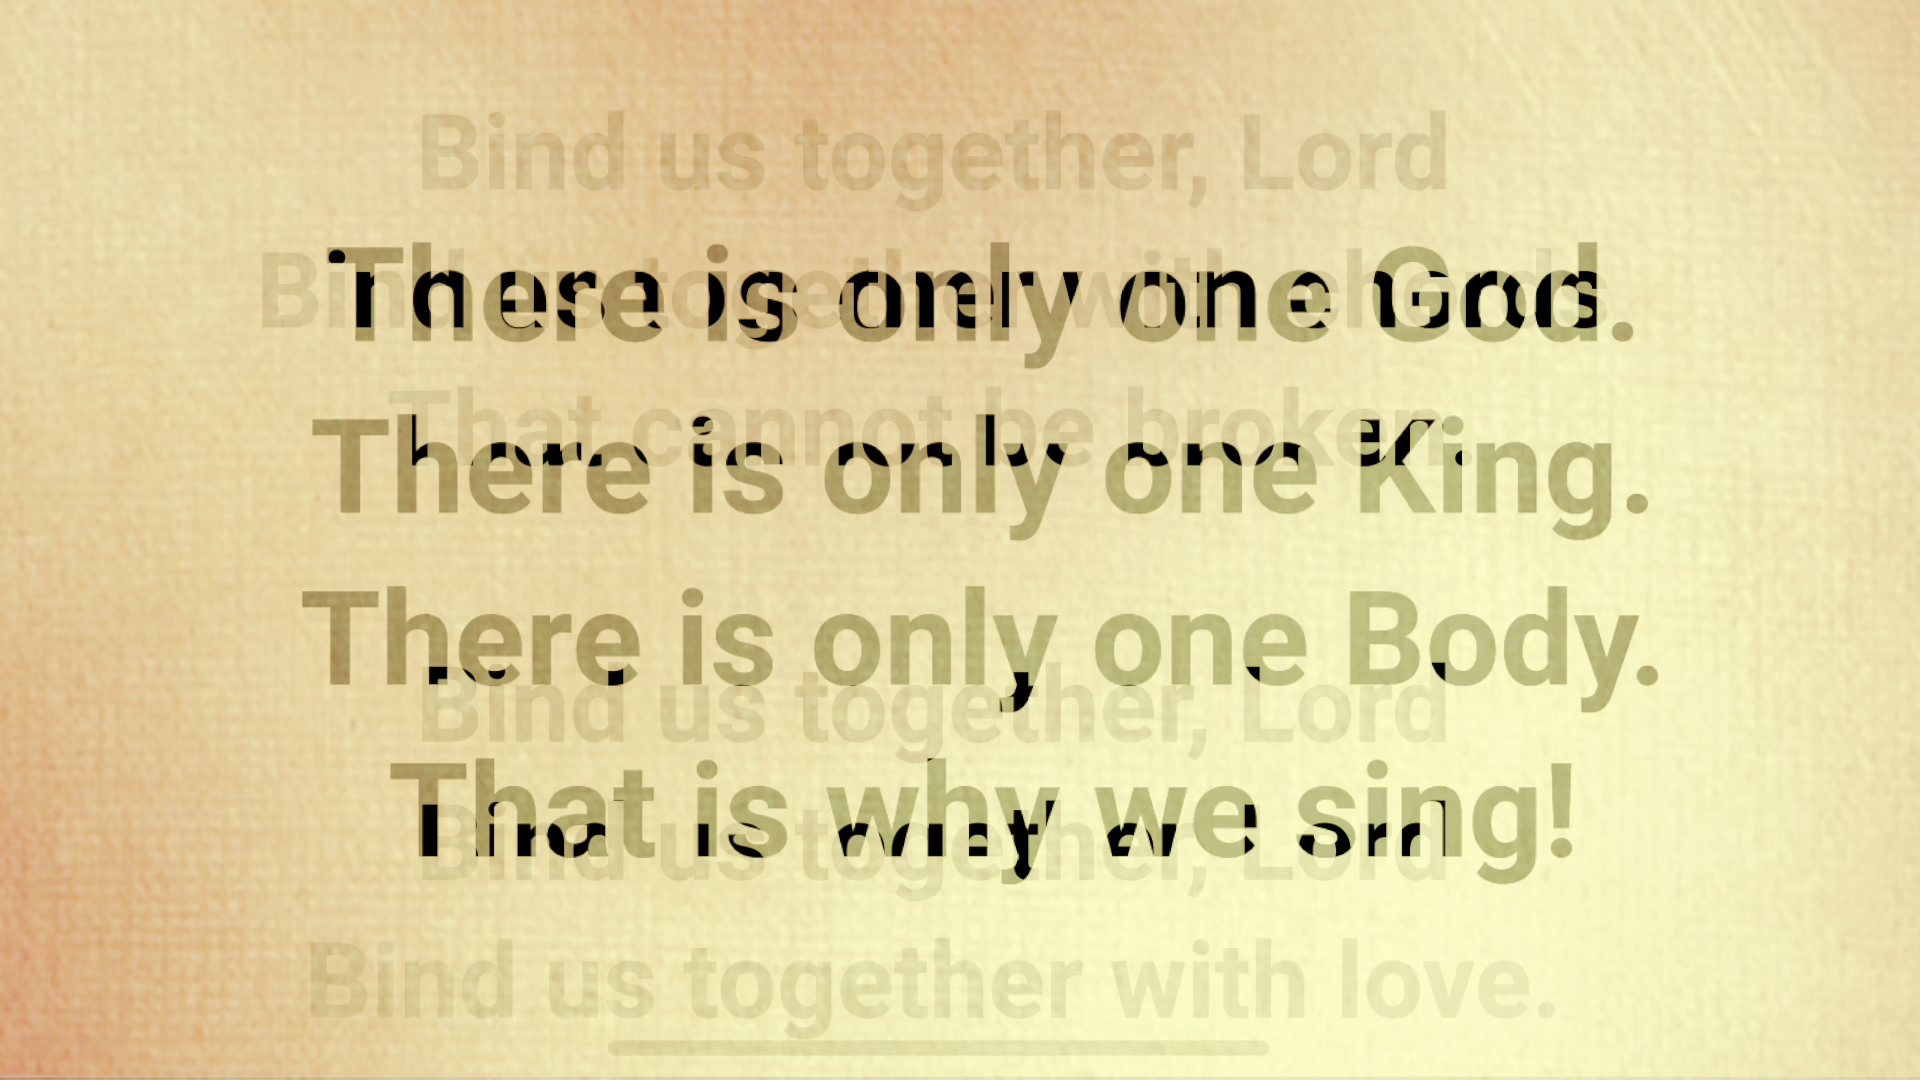 Bind us together, Lord
There is only one God.
Bind us together with chords
That cannot be broken.
There is only one King.
There is only one Body.
Bind us together, Lord
That is why we sing!
Bind us together, Lord
Bind us together with love.